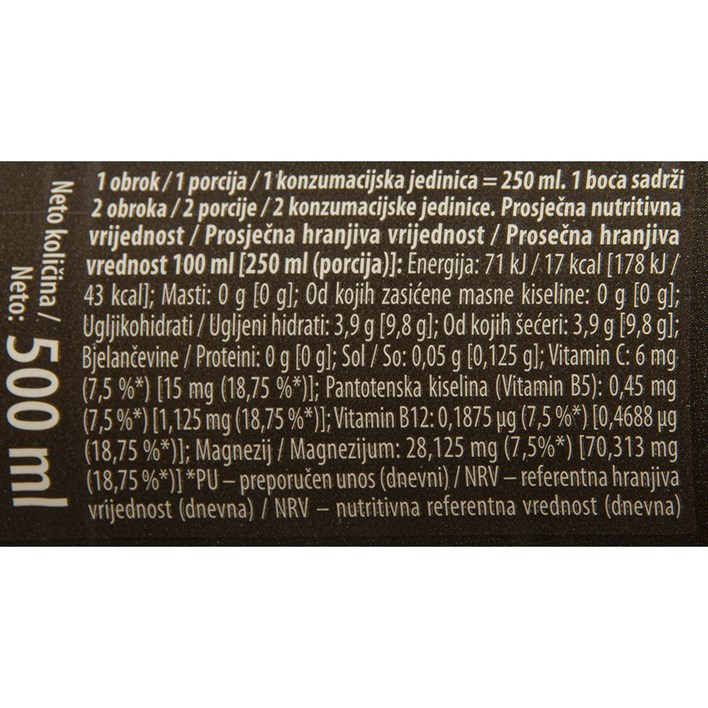 1 obrok / 1 porcija / 1 konzumacijska jedinica = 250 ml. 1 boca sadrži
2 obroka / 2 porcije / 2 konzumacijske jedinice. Prosječna nutritivna
vrijednost / Prosječna hranjiva vrijednost / Prosečna hranjiva
vrednost 100 ml [250 ml (porcija)]: Energija: 71 kJ / 17 kcal [178 kJ /
43 kcal]; Masti: 0 g [0 g]; Od kojih zasićene masne kiseline: 0 g [0 g];
Ugljikohidrati / Ugljeni hidrati: 3,9 g [9,8 g]; Od kojih šećeri: 3,9 g [9,8 g];
Bjelančevine / Proteini: 0 g [0 g]; Sol / So: 0,05 g [0,125 g]; Vitamin C: 6 mg
(7,5 %*) [15 mg (18,75 %*)]; Pantotenska kiselina (Vitamin B5): 0,45 mg
(7,5 %*) [1,125 mg (18,75 %*)]; Vitamin B12: 0,1875 µg (7,5 %*) [0,4688 µg
(18,75 %*)]; Magnezij / Magnezijum: 28,125 mg (7,5%*) [70,313 mg
(18,75 %*)] *PU – preporučen unos (dnevni) / NRV – referentna hranjiva
vrijednost (dnevna) / NRV – nutritivna referentna vrednost (dnevna)
Neto količina /
Neto: 500 ml